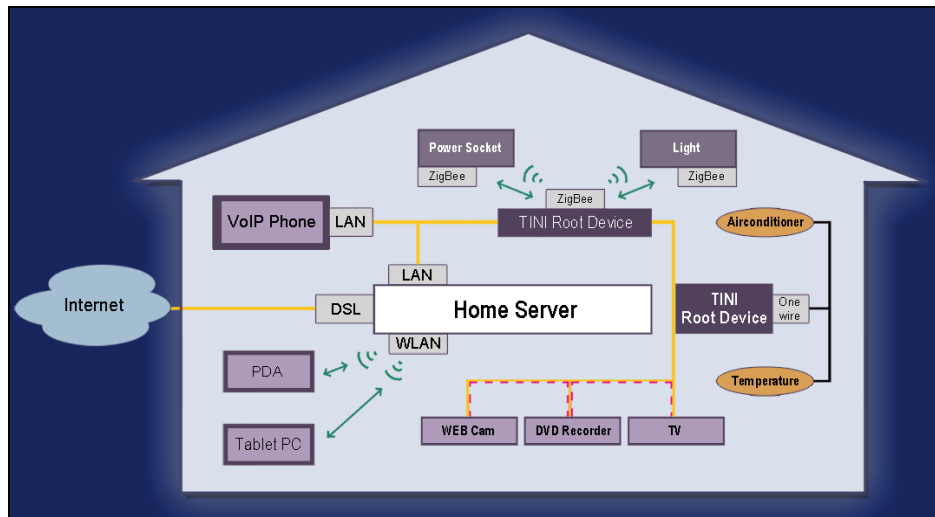 Power Socket
ZigBee
Light
ZigBee
ZigBee
TINI Root Device
VoIP Phone
LAN
Airconditioner
LAN
Internet
DSL
Home Server
WLAN
TINI
Root Device
One
wire
PDA
Temperature
Tablet PC
WEB Cam
DVD Recorder
TV